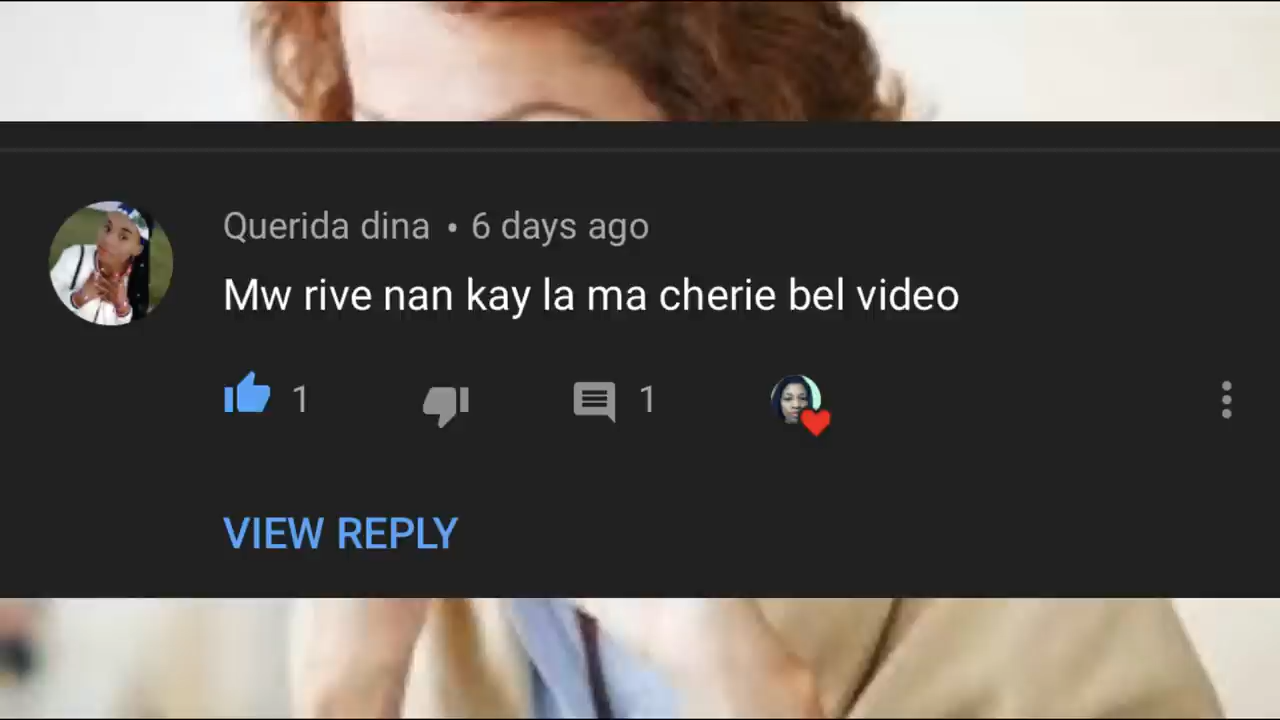 Querida dina • 6 days ago
Mw rive nan kay la ma cherie bel video
1
1
VIEW REPLY